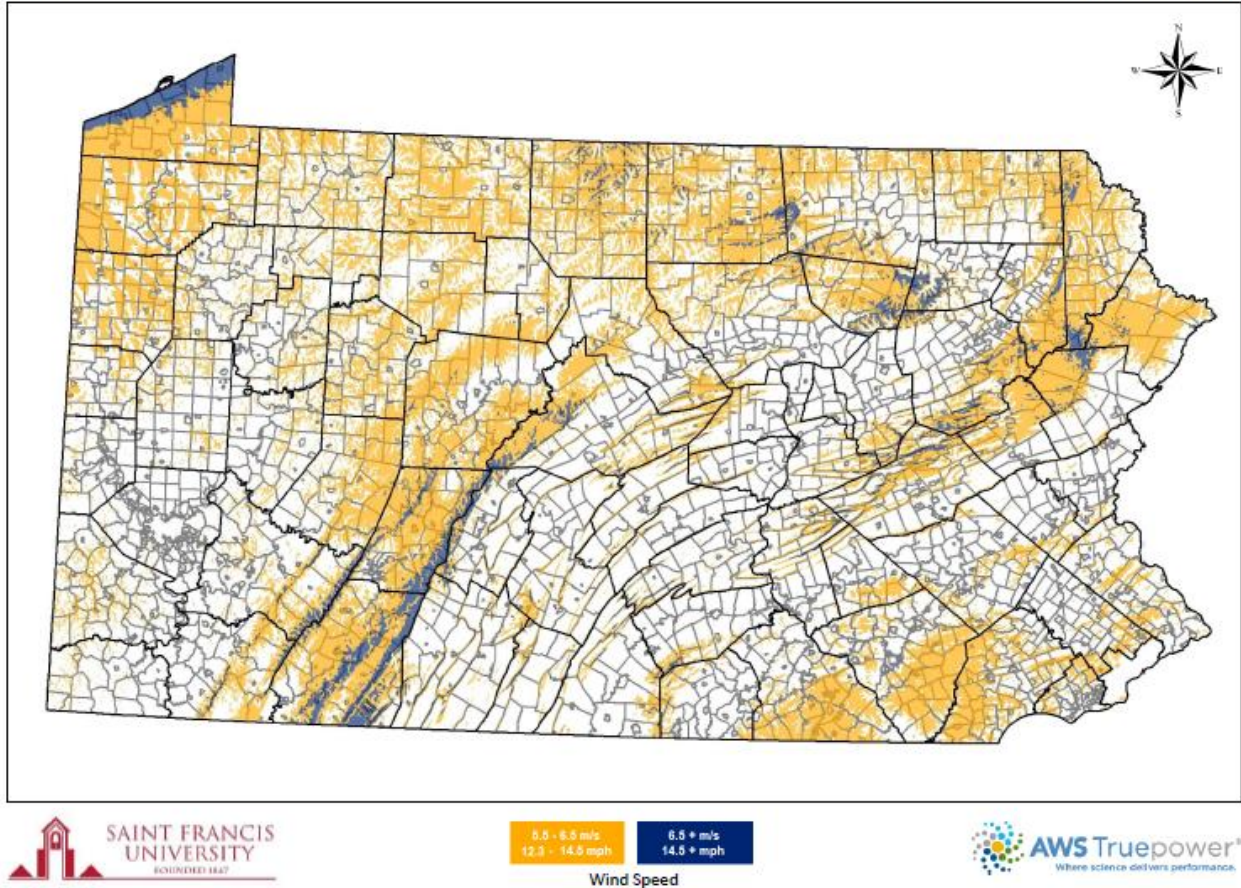 N
W E
S
SAINT FRANCIS
UNIVERSITY
FOUNDED 1847
5.5 - 6.5 m/s
12.3 - 14.5 mph
6.5 + m/s
14.5 + mph
Wind Speed
AWS Truepower
Where science delivers performance.